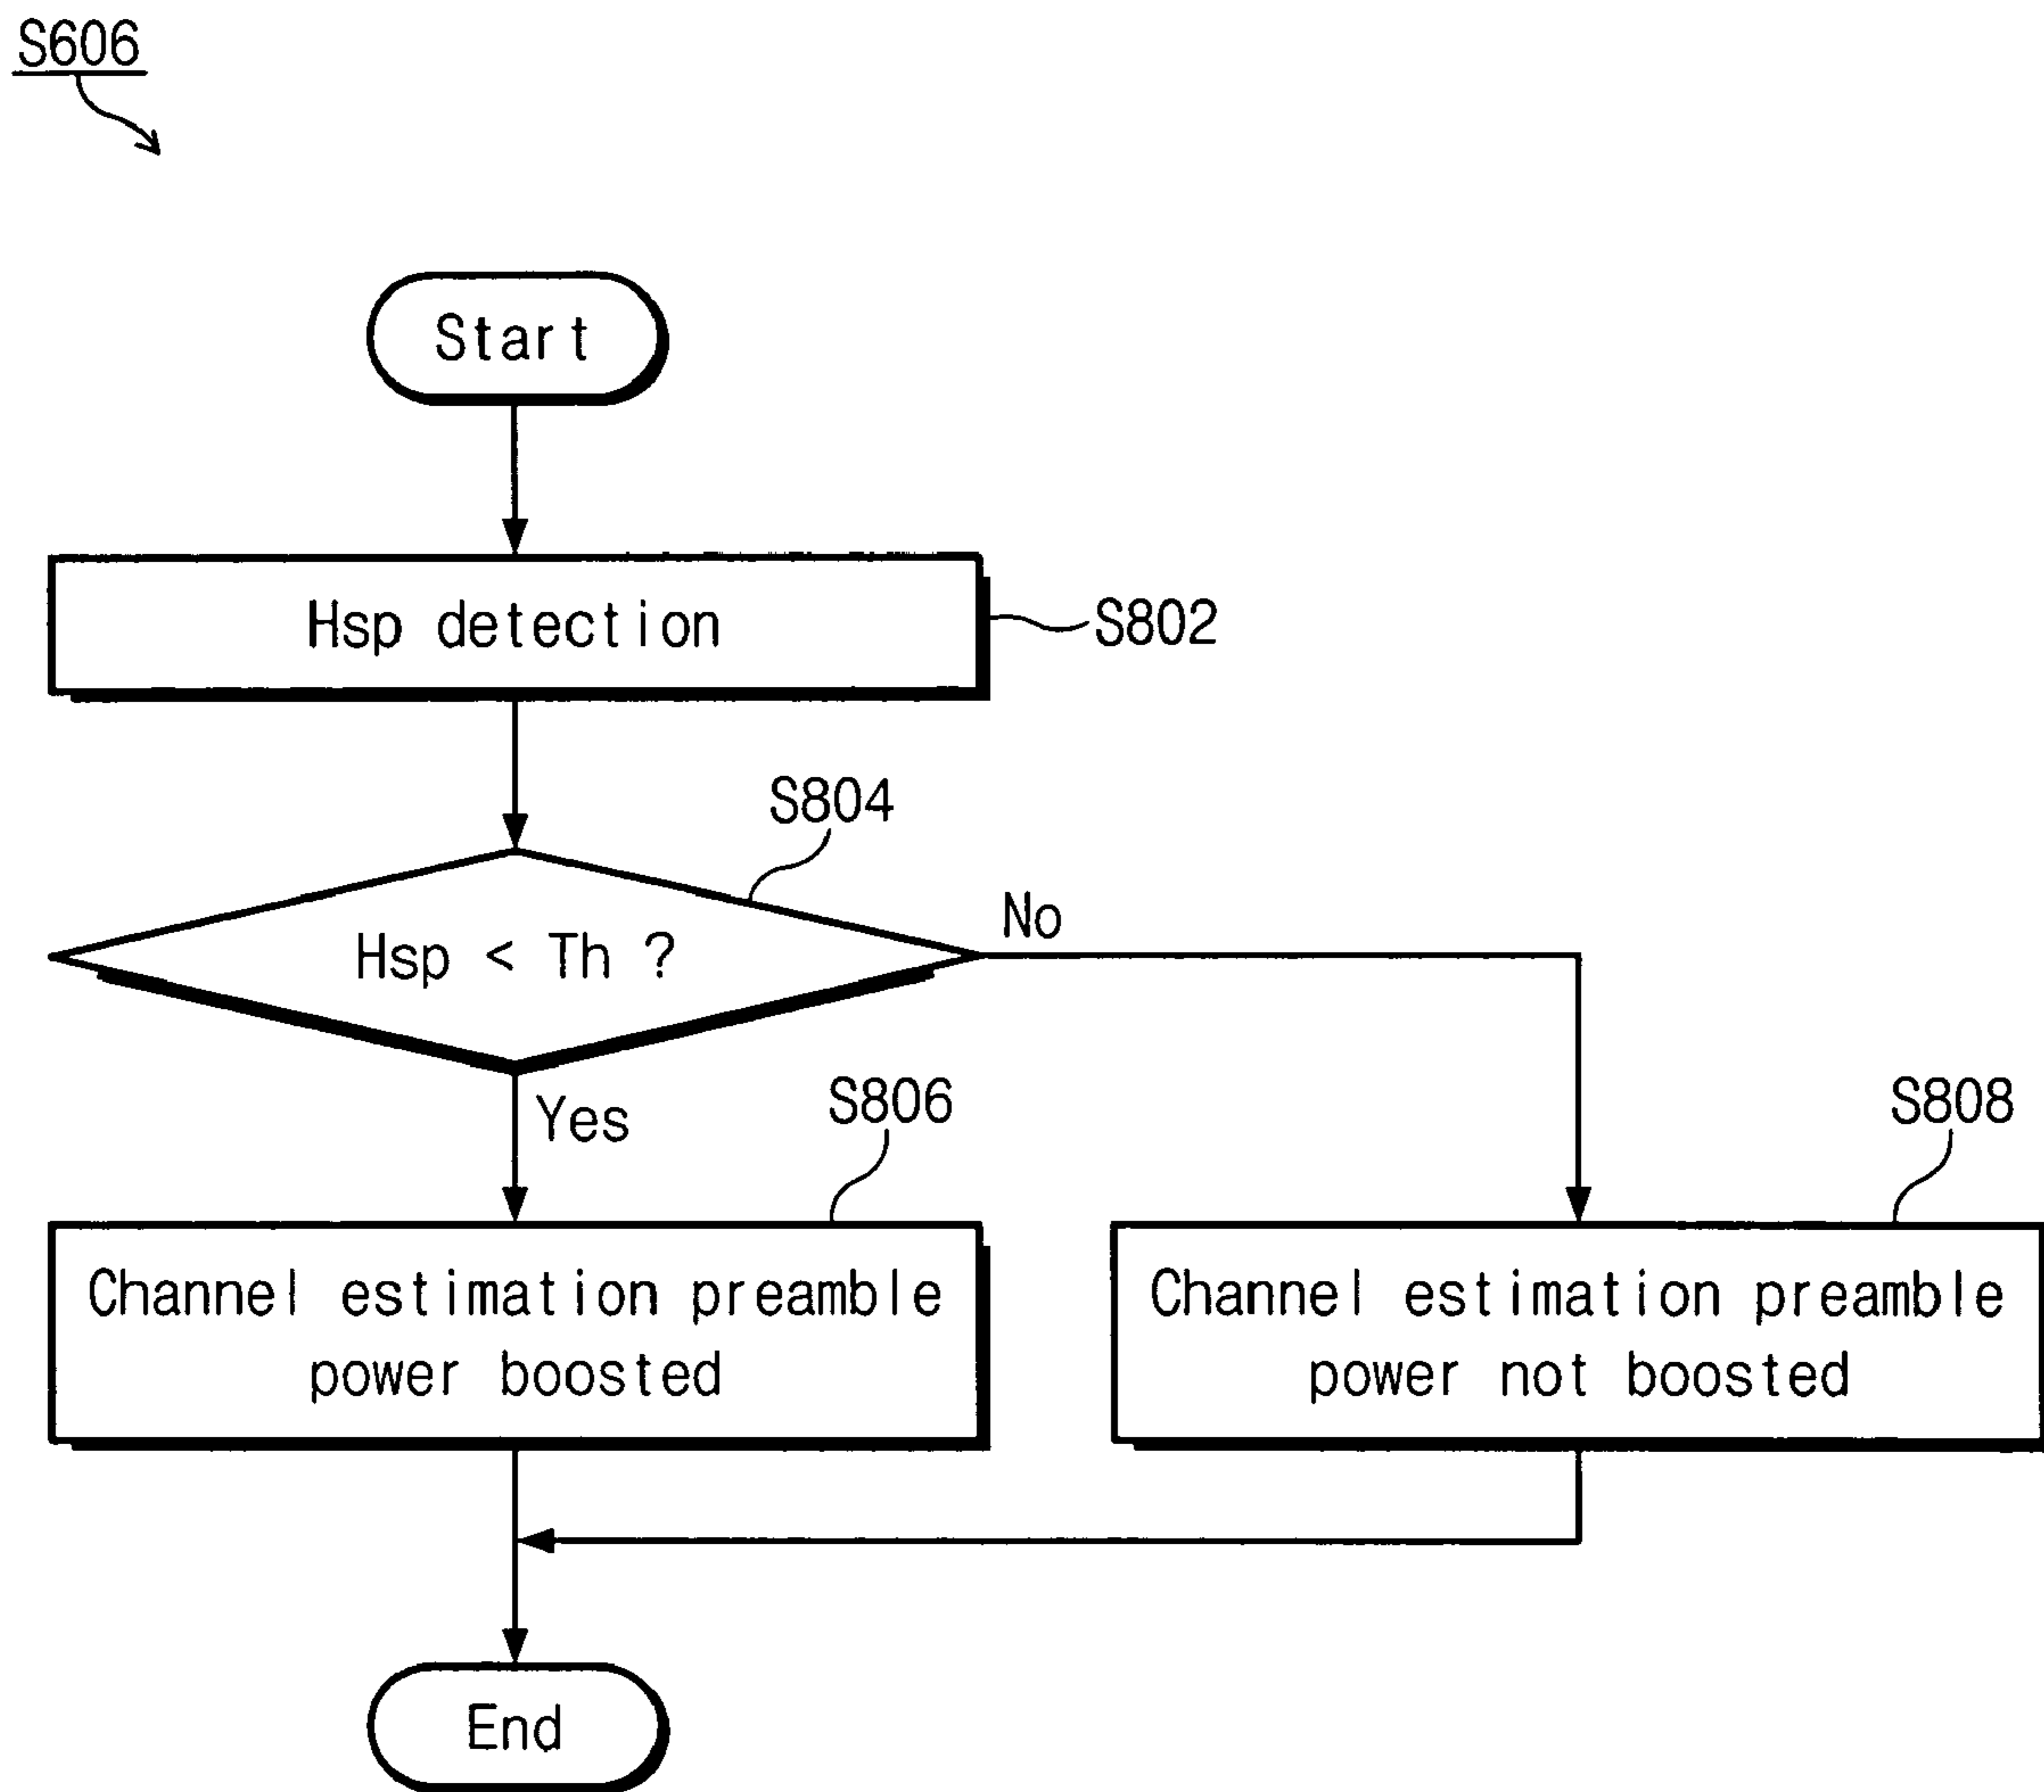 S606
Start
Hsp detection
S802
S804
Hsp < Th ?
No
Yes
S806
S808
Channel estimation preamble
power boosted
Channel estimation preamble
power not boosted
End